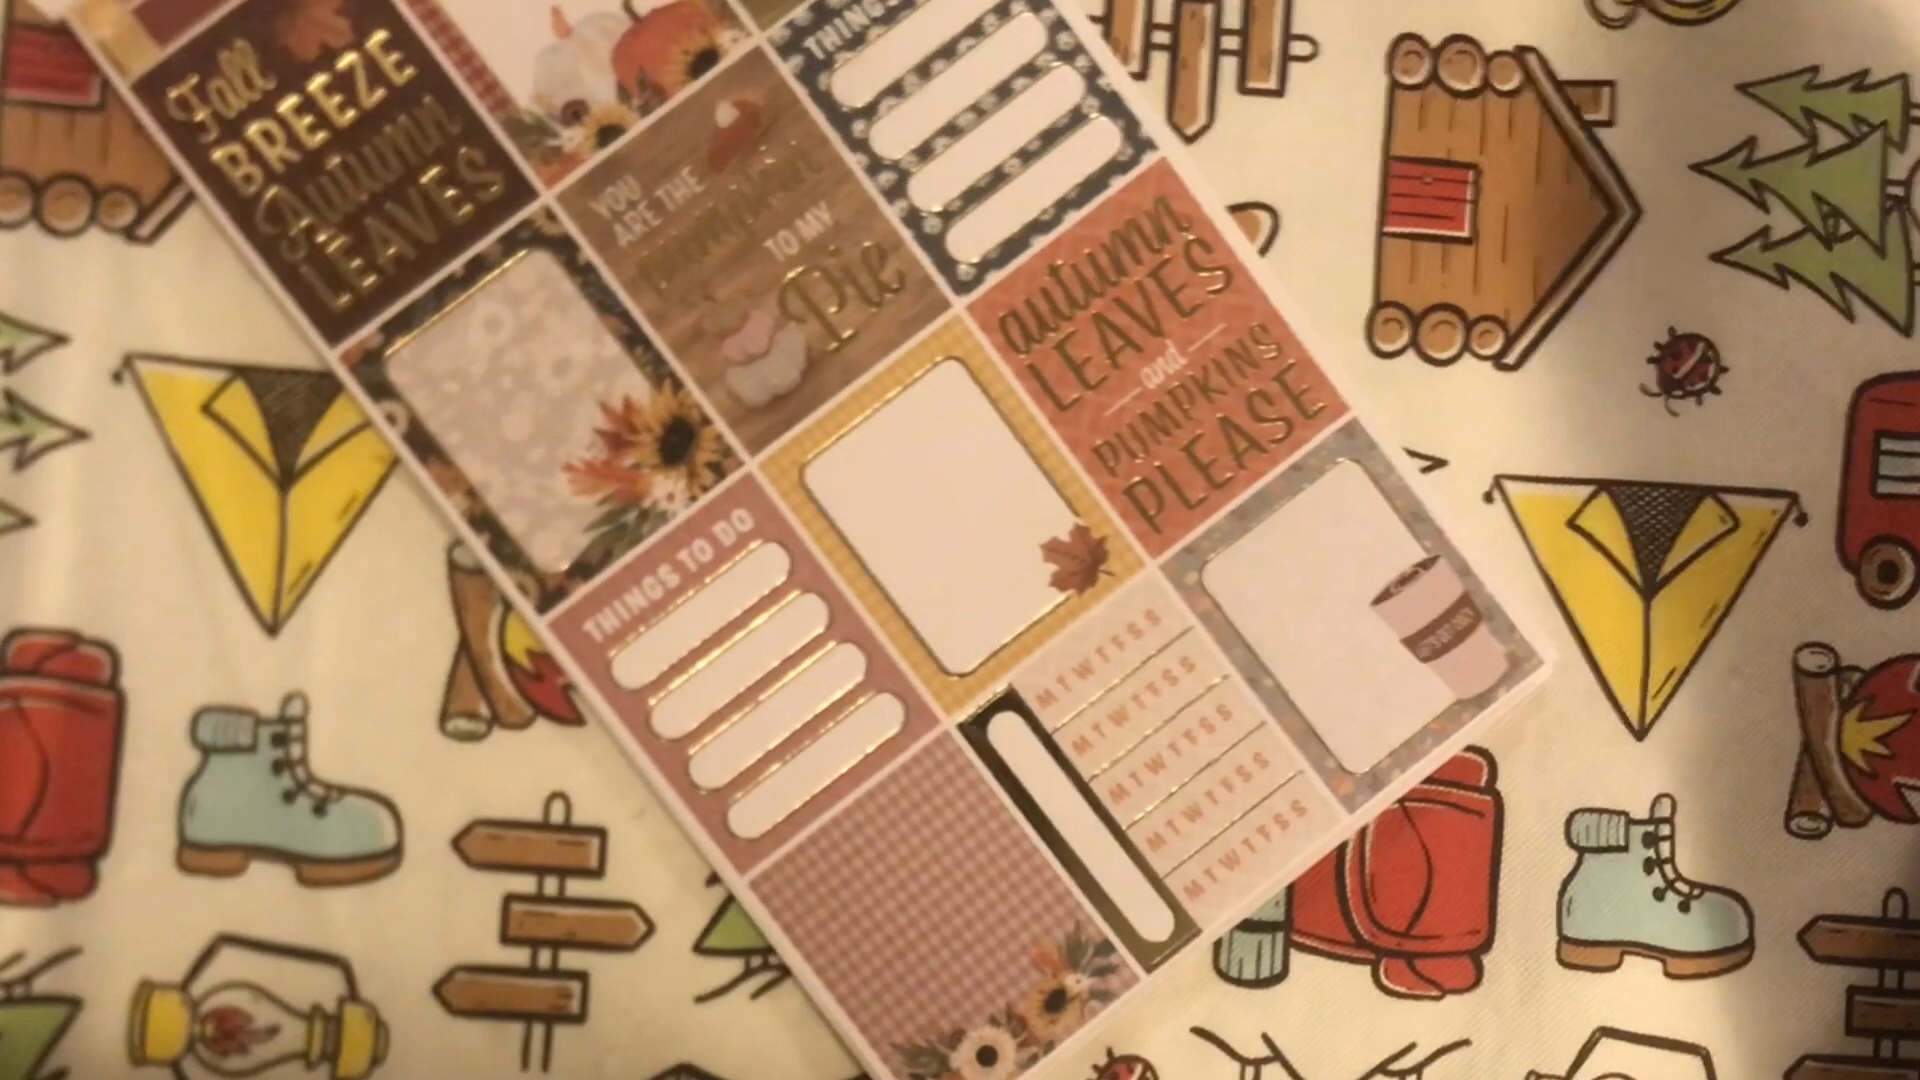 Fall
BREEZE
Autumn
LEAVES
YOU
ARE THE
TO MY
Pie
THINGS
autumn
LEAVES
and
PUMPKINS
PLEASE
THINGS TO DO
M T W T F S S
M T W T F S S
M T W T F S S
M T W T F S S
M T W T F S S